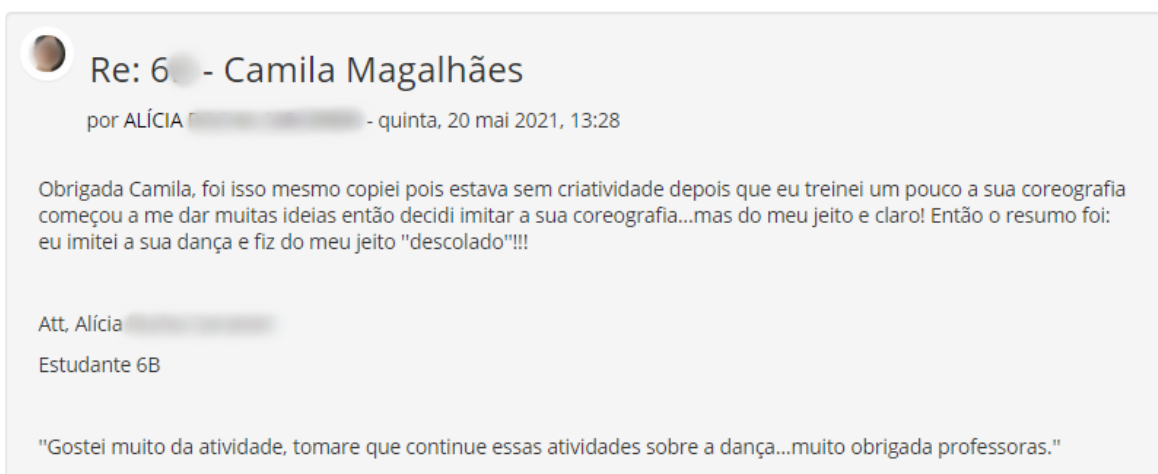 Re: 6 - Camila Magalhães
por ALÍCIA - quinta, 20 mai 2021, 13:28
Obrigada Camila, foi isso mesmo copiei pois estava sem criatividade depois que eu treinei um pouco a sua coreografia
começou a me dar muitas ideias então decidi imitar a sua coreografia...mas do meu jeito e claro! Então o resumo foi:
eu imitei a sua dança e fiz do meu jeito "descolado"!!!
Att, Alícia
Estudante 6B
"Gostei muito da atividade, tomare que continue essas atividades sobre a dança...muito obrigada professoras."